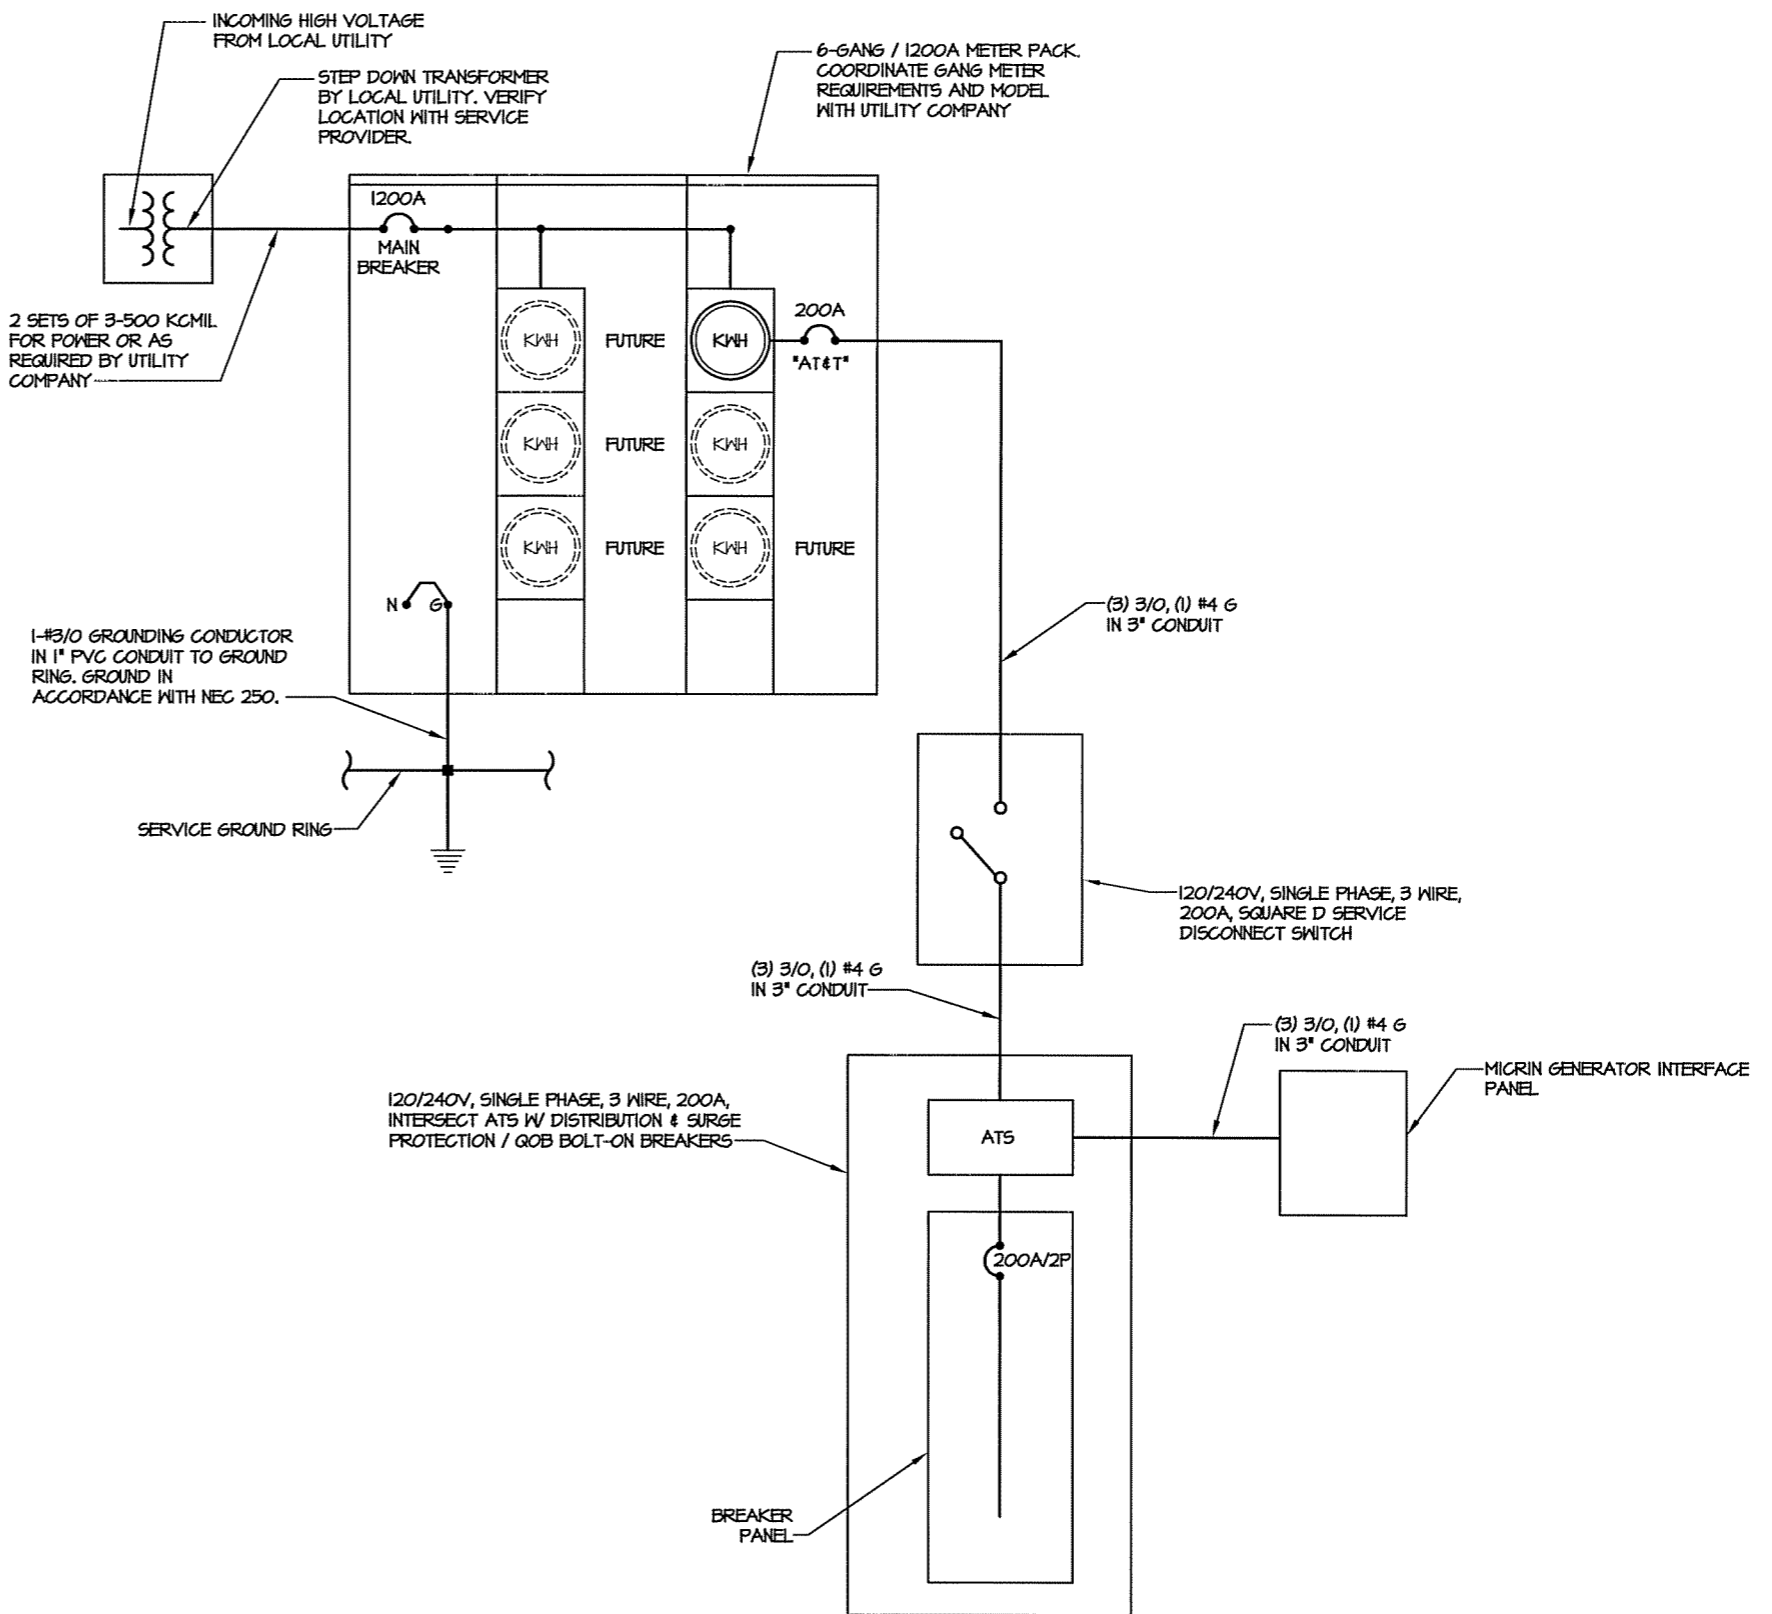 INCOMING HIGH VOLTAGE
FROM LOCAL UTILITY
STEP DOWN TRANSFORMER
BY LOCAL UTILITY. VERIFY
LOCATION WITH SERVICE
PROVIDER.
6-GANG / 1200A METER PACK.
COORDINATE GANG METER
REQUIREMENTS AND MODEL
WITH UTILITY COMPANY
1200A
MAIN
BREAKER
2 SETS OF 3-500 KCMIL
FOR POWER OR AS
REQUIRED BY UTILITY
COMPANY
KWH
FUTURE
KWH
200A
"AT&T"
KWH
FUTURE
KWH
KWH
FUTURE
KWH
FUTURE
N
G
1-#3/0 GROUNDING CONDUCTOR
IN 1" PVC CONDUIT TO GROUND
RING. GROUND IN
ACCORDANCE WITH NEC 250.
SERVICE GROUND RING
(3) 3/0, (1) #4 G
IN 3" CONDUIT
120/240V, SINGLE PHASE, 3 WIRE,
200A, SQUARE D SERVICE
DISCONNECT SWITCH
(3) 3/0, (1) #4 G
IN 3" CONDUIT
(3) 3/0, (1) #4 G
IN 3" CONDUIT
MICRIN GENERATOR INTERFACE
PANEL
120/240V, SINGLE PHASE, 3 WIRE, 200A,
INTERSECT ATS W/ DISTRIBUTION & SURGE
PROTECTION / QOB BOLT-ON BREAKERS
ATS
200A/2P
BREAKER
PANEL